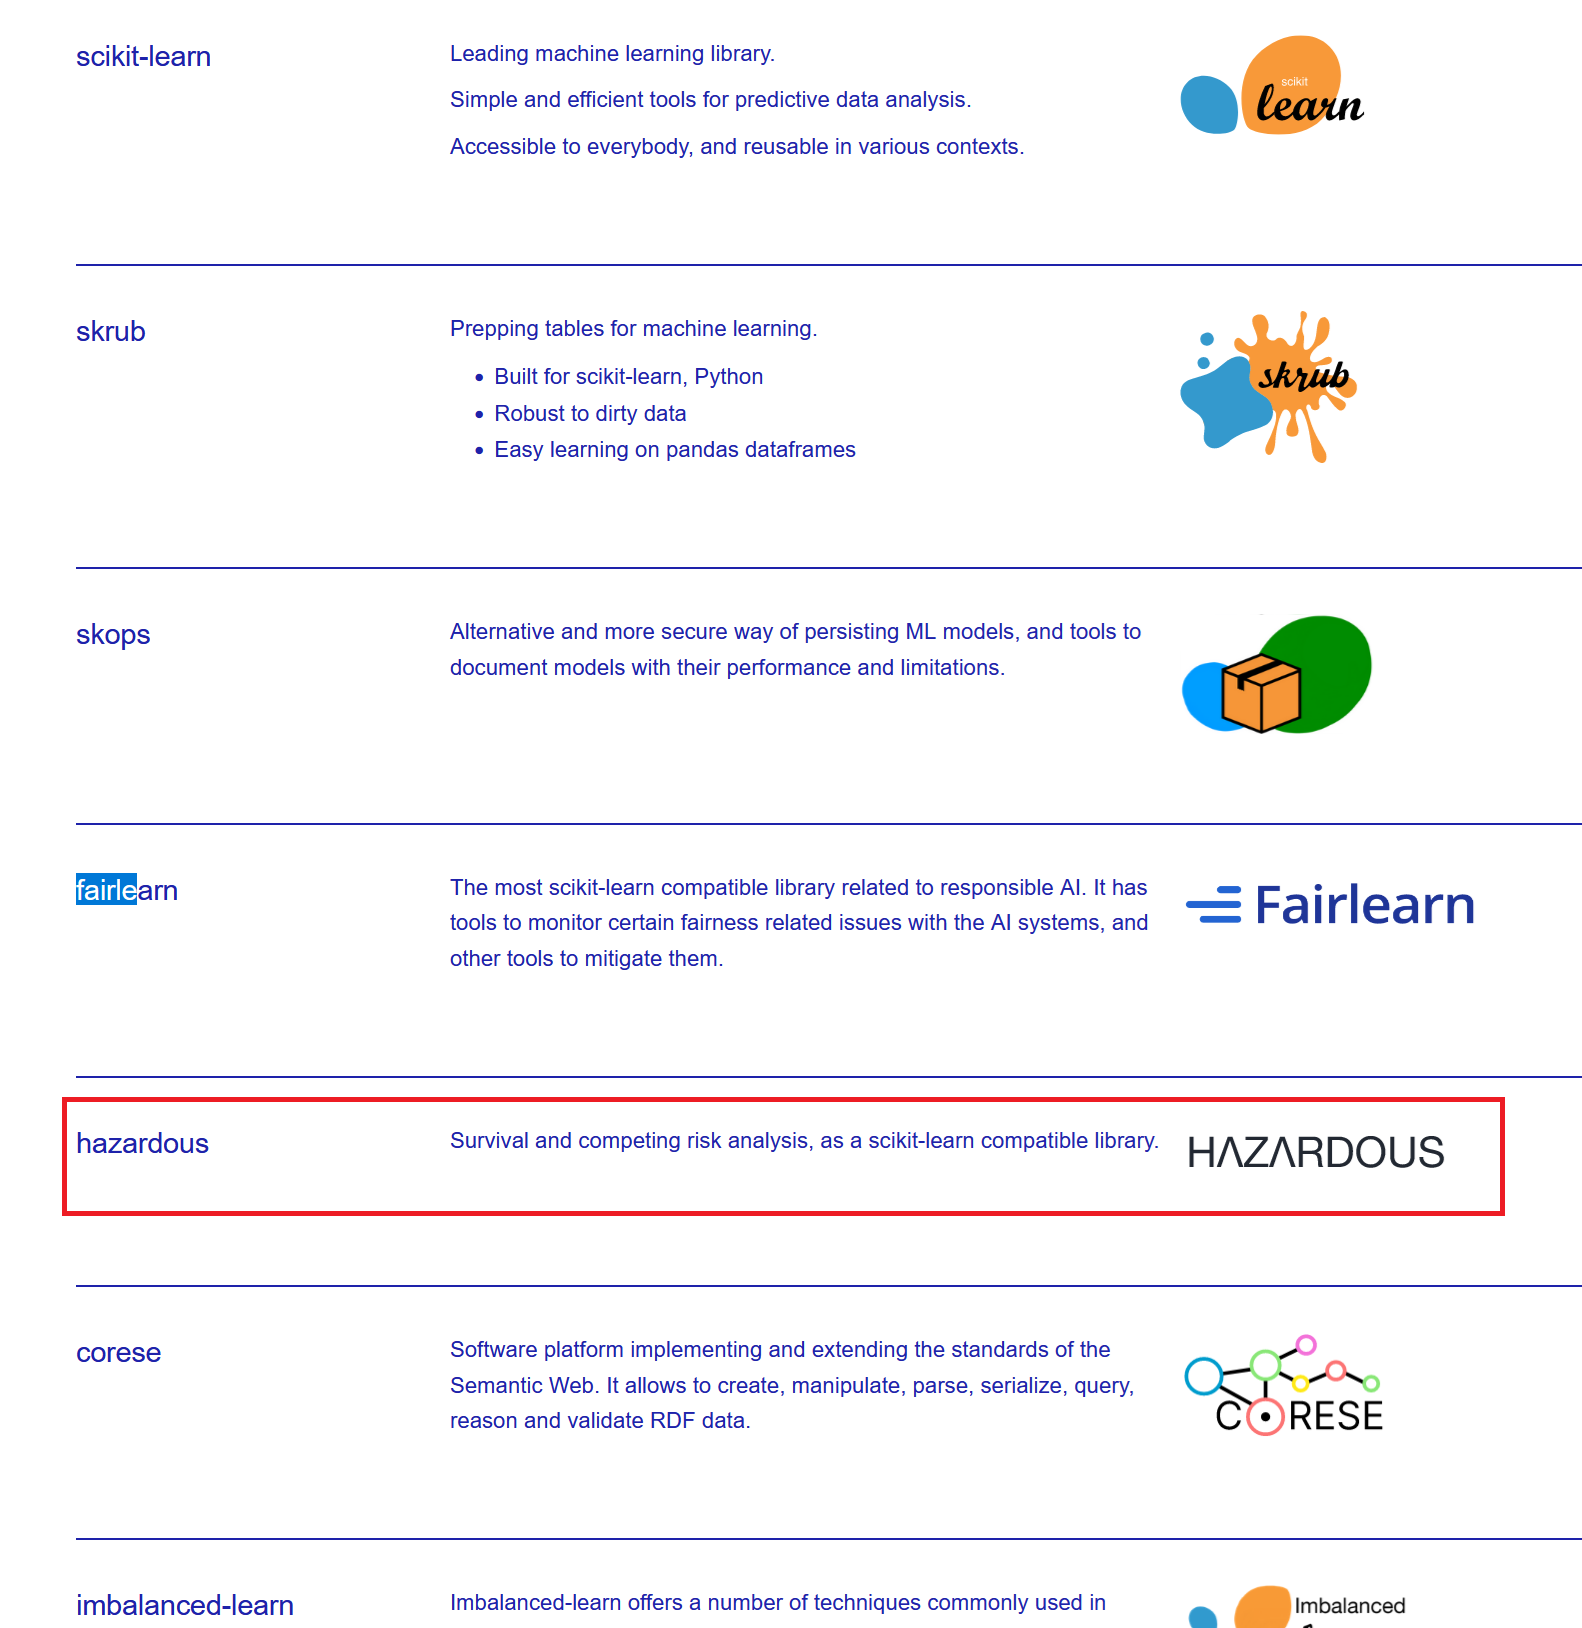 scikit-learn
Leading machine learning library.
Simple and efficient tools for predictive data analysis.
Accessible to everybody, and reusable in various contexts.
scikit
learn
skrub
Prepping tables for machine learning.
• Built for scikit-learn, Python
• Robust to dirty data
• Easy learning on pandas dataframes
skrub
skops
Alternative and more secure way of persisting ML models, and tools to
document models with their performance and limitations.
fairlearn
The most scikit-learn compatible library related to responsible AI. It has
tools to monitor certain fairness related issues with the AI systems, and
other tools to mitigate them.
Fairlearn
hazardous
Survival and competing risk analysis, as a scikit-learn compatible library.
HAZARDOUS
corese
Software platform implementing and extending the standards of the
Semantic Web. It allows to create, manipulate, parse, serialize, query,
reason and validate RDF data.
CORESE
imbalanced-learn
Imbalanced-learn offers a number of techniques commonly used in
Imbalanced